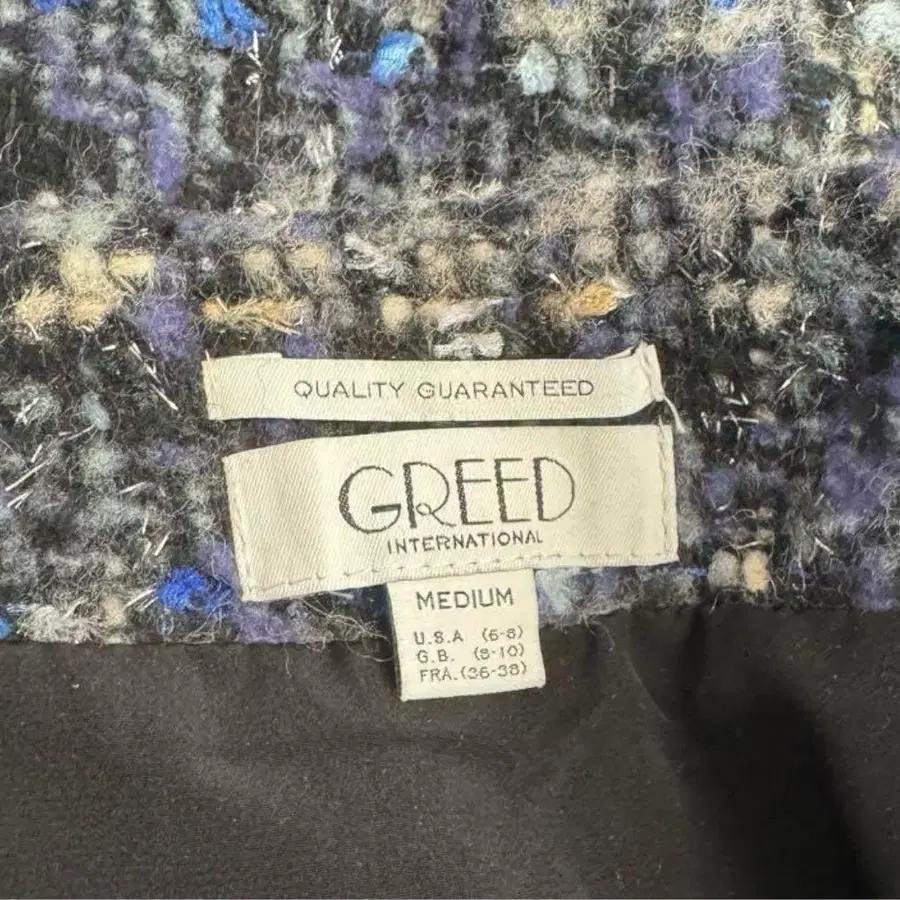 QUALITY GUARANTEED
GREED
INTERNATIONAL
MEDIUM
U.S.A (6-8)
G.B. (8-10)
FRA. (36-38)